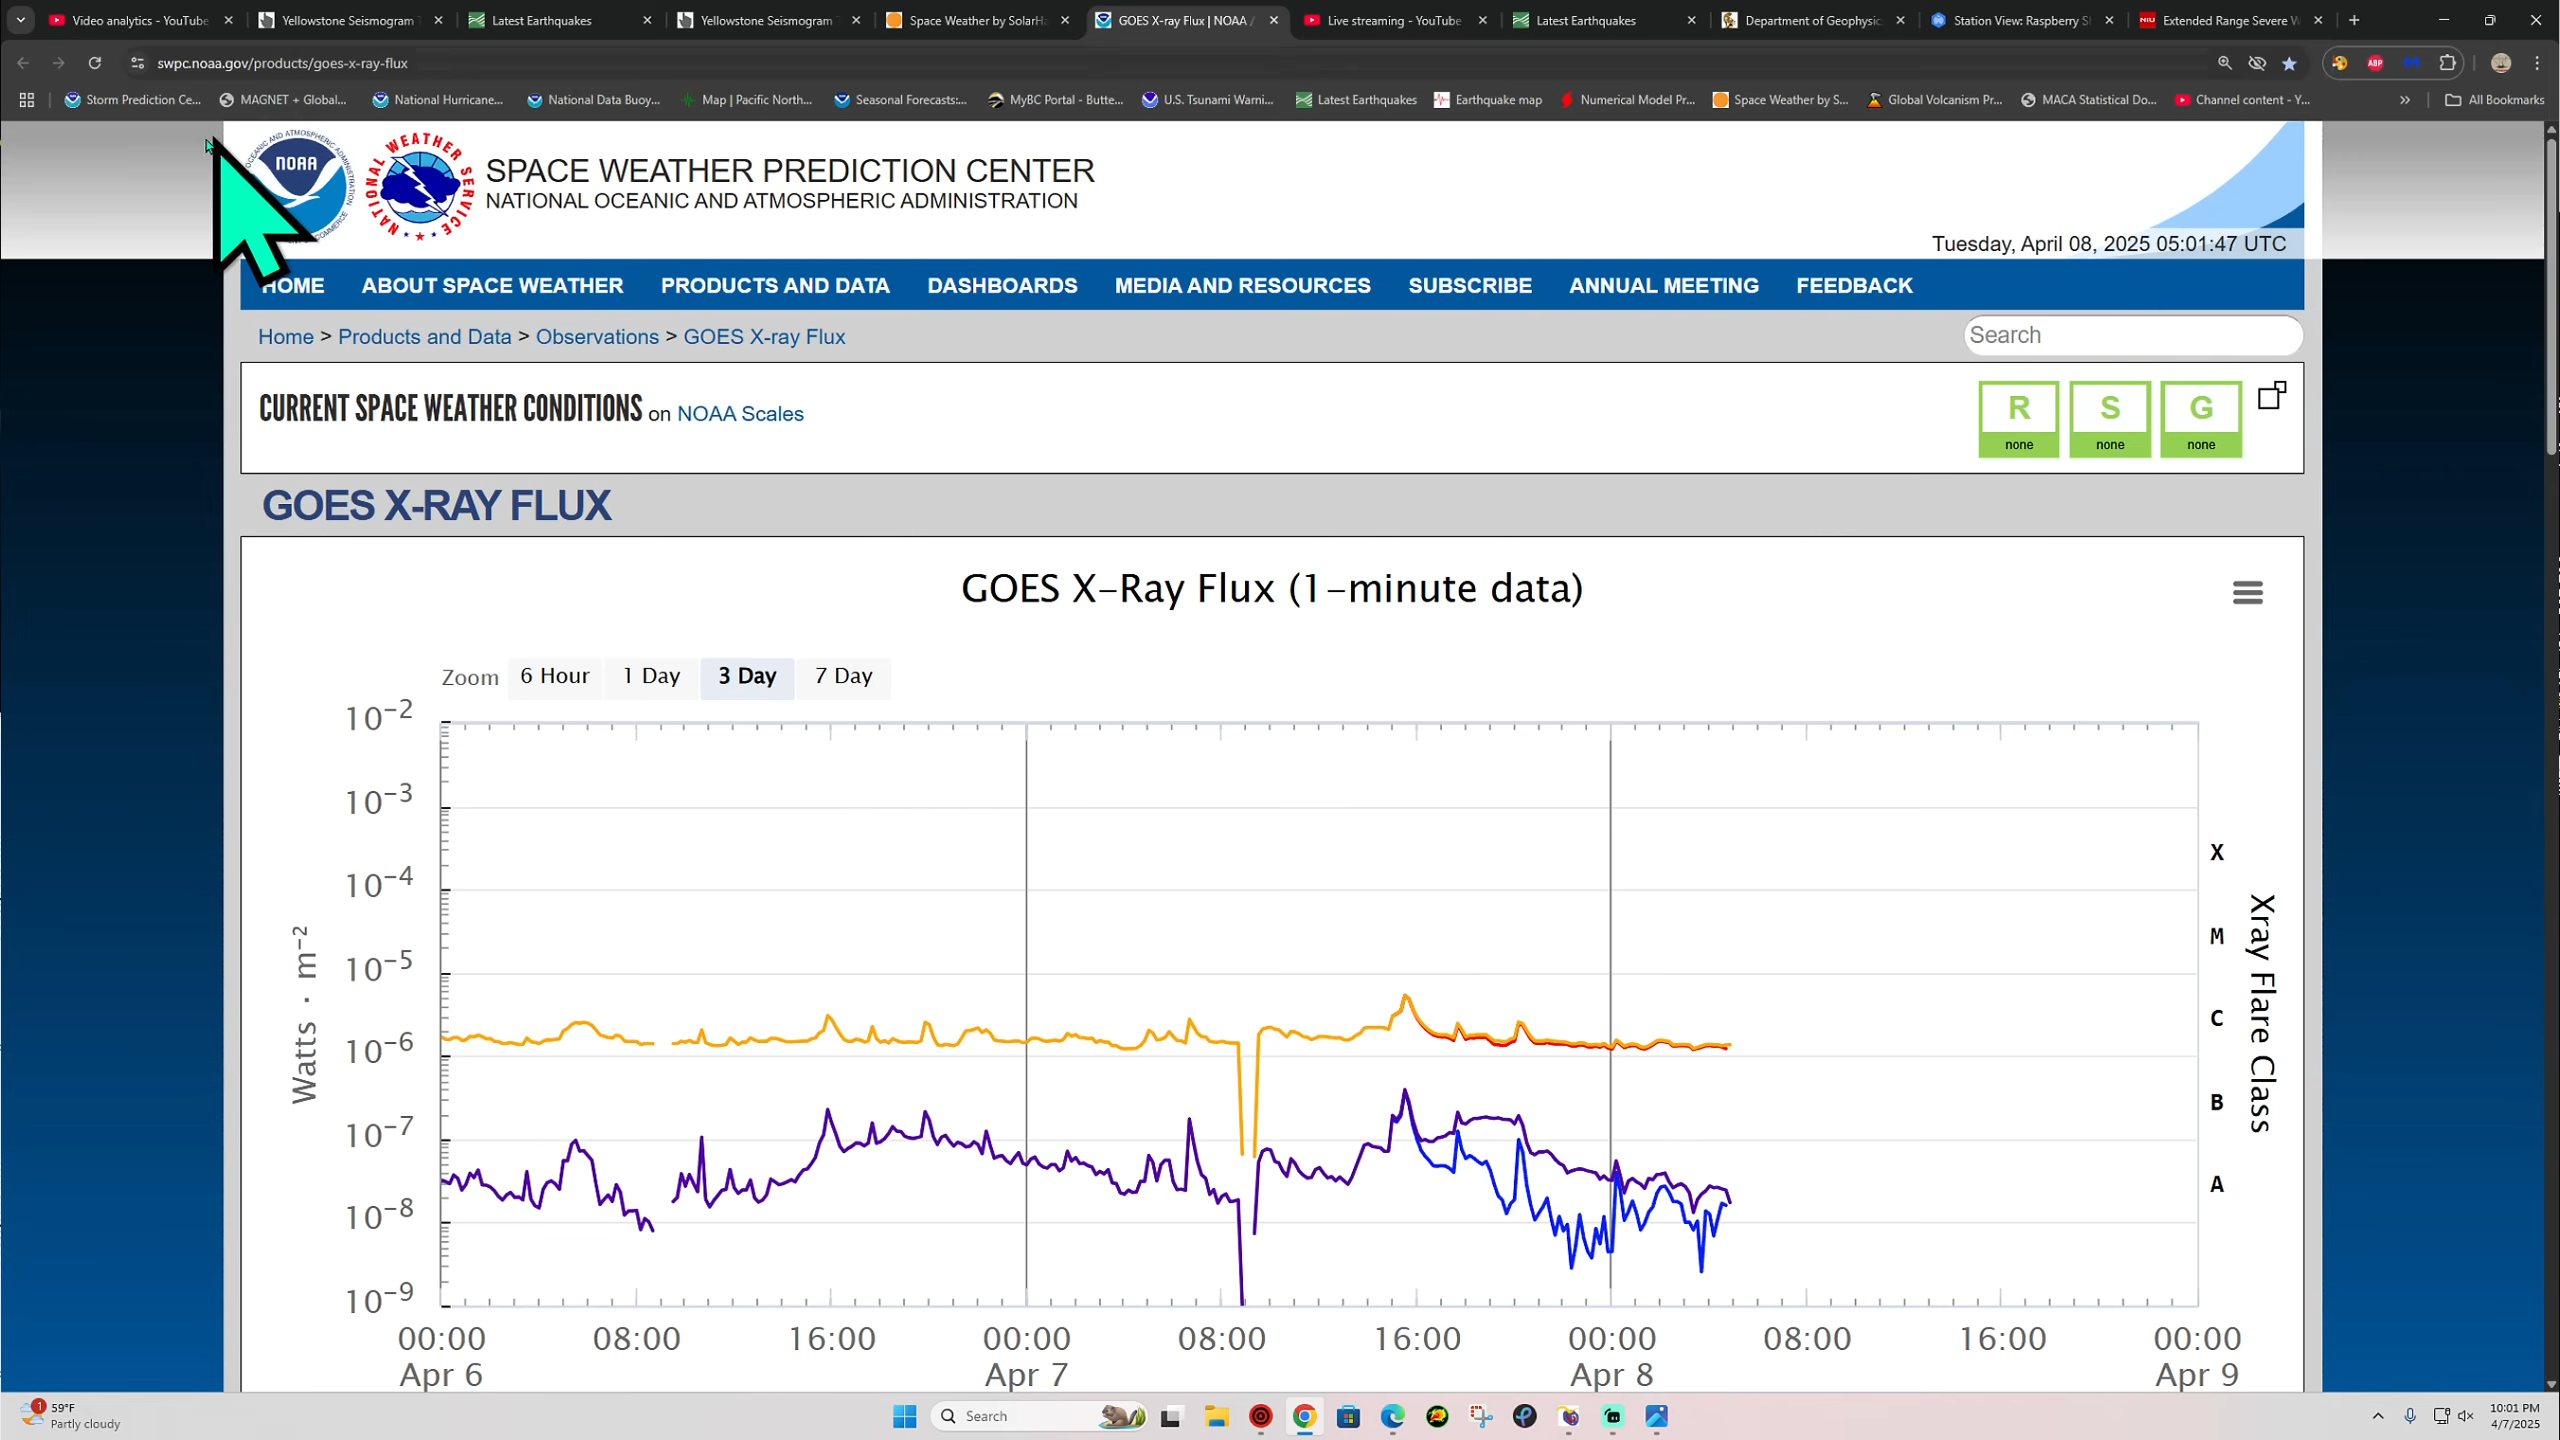 Video analytics - YouTube
Yellowstone Seismogram
Latest Earthquakes
Yellowstone Seismogram
Space Weather by SolarHa
GOES X-ray Flux | NOAA /
Live streaming - YouTube
Latest Earthquakes
Department of Geophysic
Station View: Raspberry S
NIU
Extended Range Severe W
swpc.noaa.gov/products/goes-x-ray-flux
ABP
Storm Prediction Ce...
MAGNET + Global...
National Hurricane...
National Data Buoy...
Map | Pacific North...
Seasonal Forecasts:...
MyBC Portal - Butte...
U.S. Tsunami Warni...
Latest Earthquakes
Earthquake map
Numerical Model Pr...
Space Weather by S...
Global Volcanism Pr...
MACA Statistical Do...
Channel content - Y...
All Bookmarks
NOAA
NATIONAL WEATHER SERVICE
SPACE WEATHER PREDICTION CENTER
NATIONAL OCEANIC AND ATMOSPHERIC ADMINISTRATION
Tuesday, April 08, 2025 05:01:47 UTC
HOME
ABOUT SPACE WEATHER
PRODUCTS AND DATA
DASHBOARDS
MEDIA AND RESOURCES
SUBSCRIBE
ANNUAL MEETING
FEEDBACK
Home > Products and Data > Observations > GOES X-ray Flux
Search
CURRENT SPACE WEATHER CONDITIONS on NOAA Scales
R
none
S
none
G
none
GOES X-RAY FLUX
GOES X-Ray Flux (1-minute data)
Zoom 6 Hour 1 Day 3 Day 7 Day
10⁻²
10⁻³
10⁻⁴
10⁻⁵
10⁻⁶
10⁻⁷
10⁻⁸
10⁻⁹
Watts · m⁻²
X
M
C
B
A
Xray Flare Class
00:00 08:00 16:00 00:00 08:00 16:00 00:00 08:00 16:00 00:00
Apr 6 Apr 7 Apr 8 Apr 9
1
59°F
Partly cloudy
Search
10:01 PM
4/7/2025